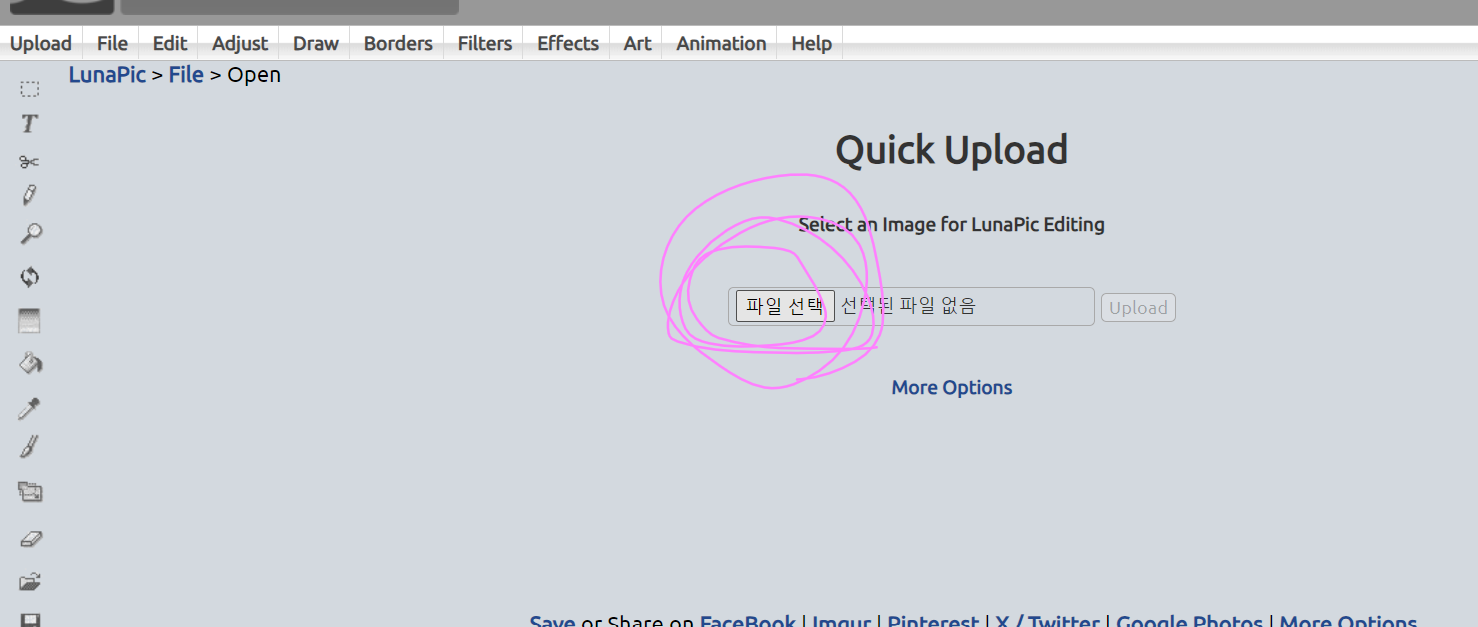 Upload File Edit Adjust Draw Borders Filters Effects Art Animation Help
LunaPic > File > Open
Quick Upload
Select an Image for LunaPic Editing
파일 선택 선택된 파일 없음 Upload
More Options
Save or Share on FaceBook | Imgur | Pinterest | X / Twitter | Google Photos | More Options